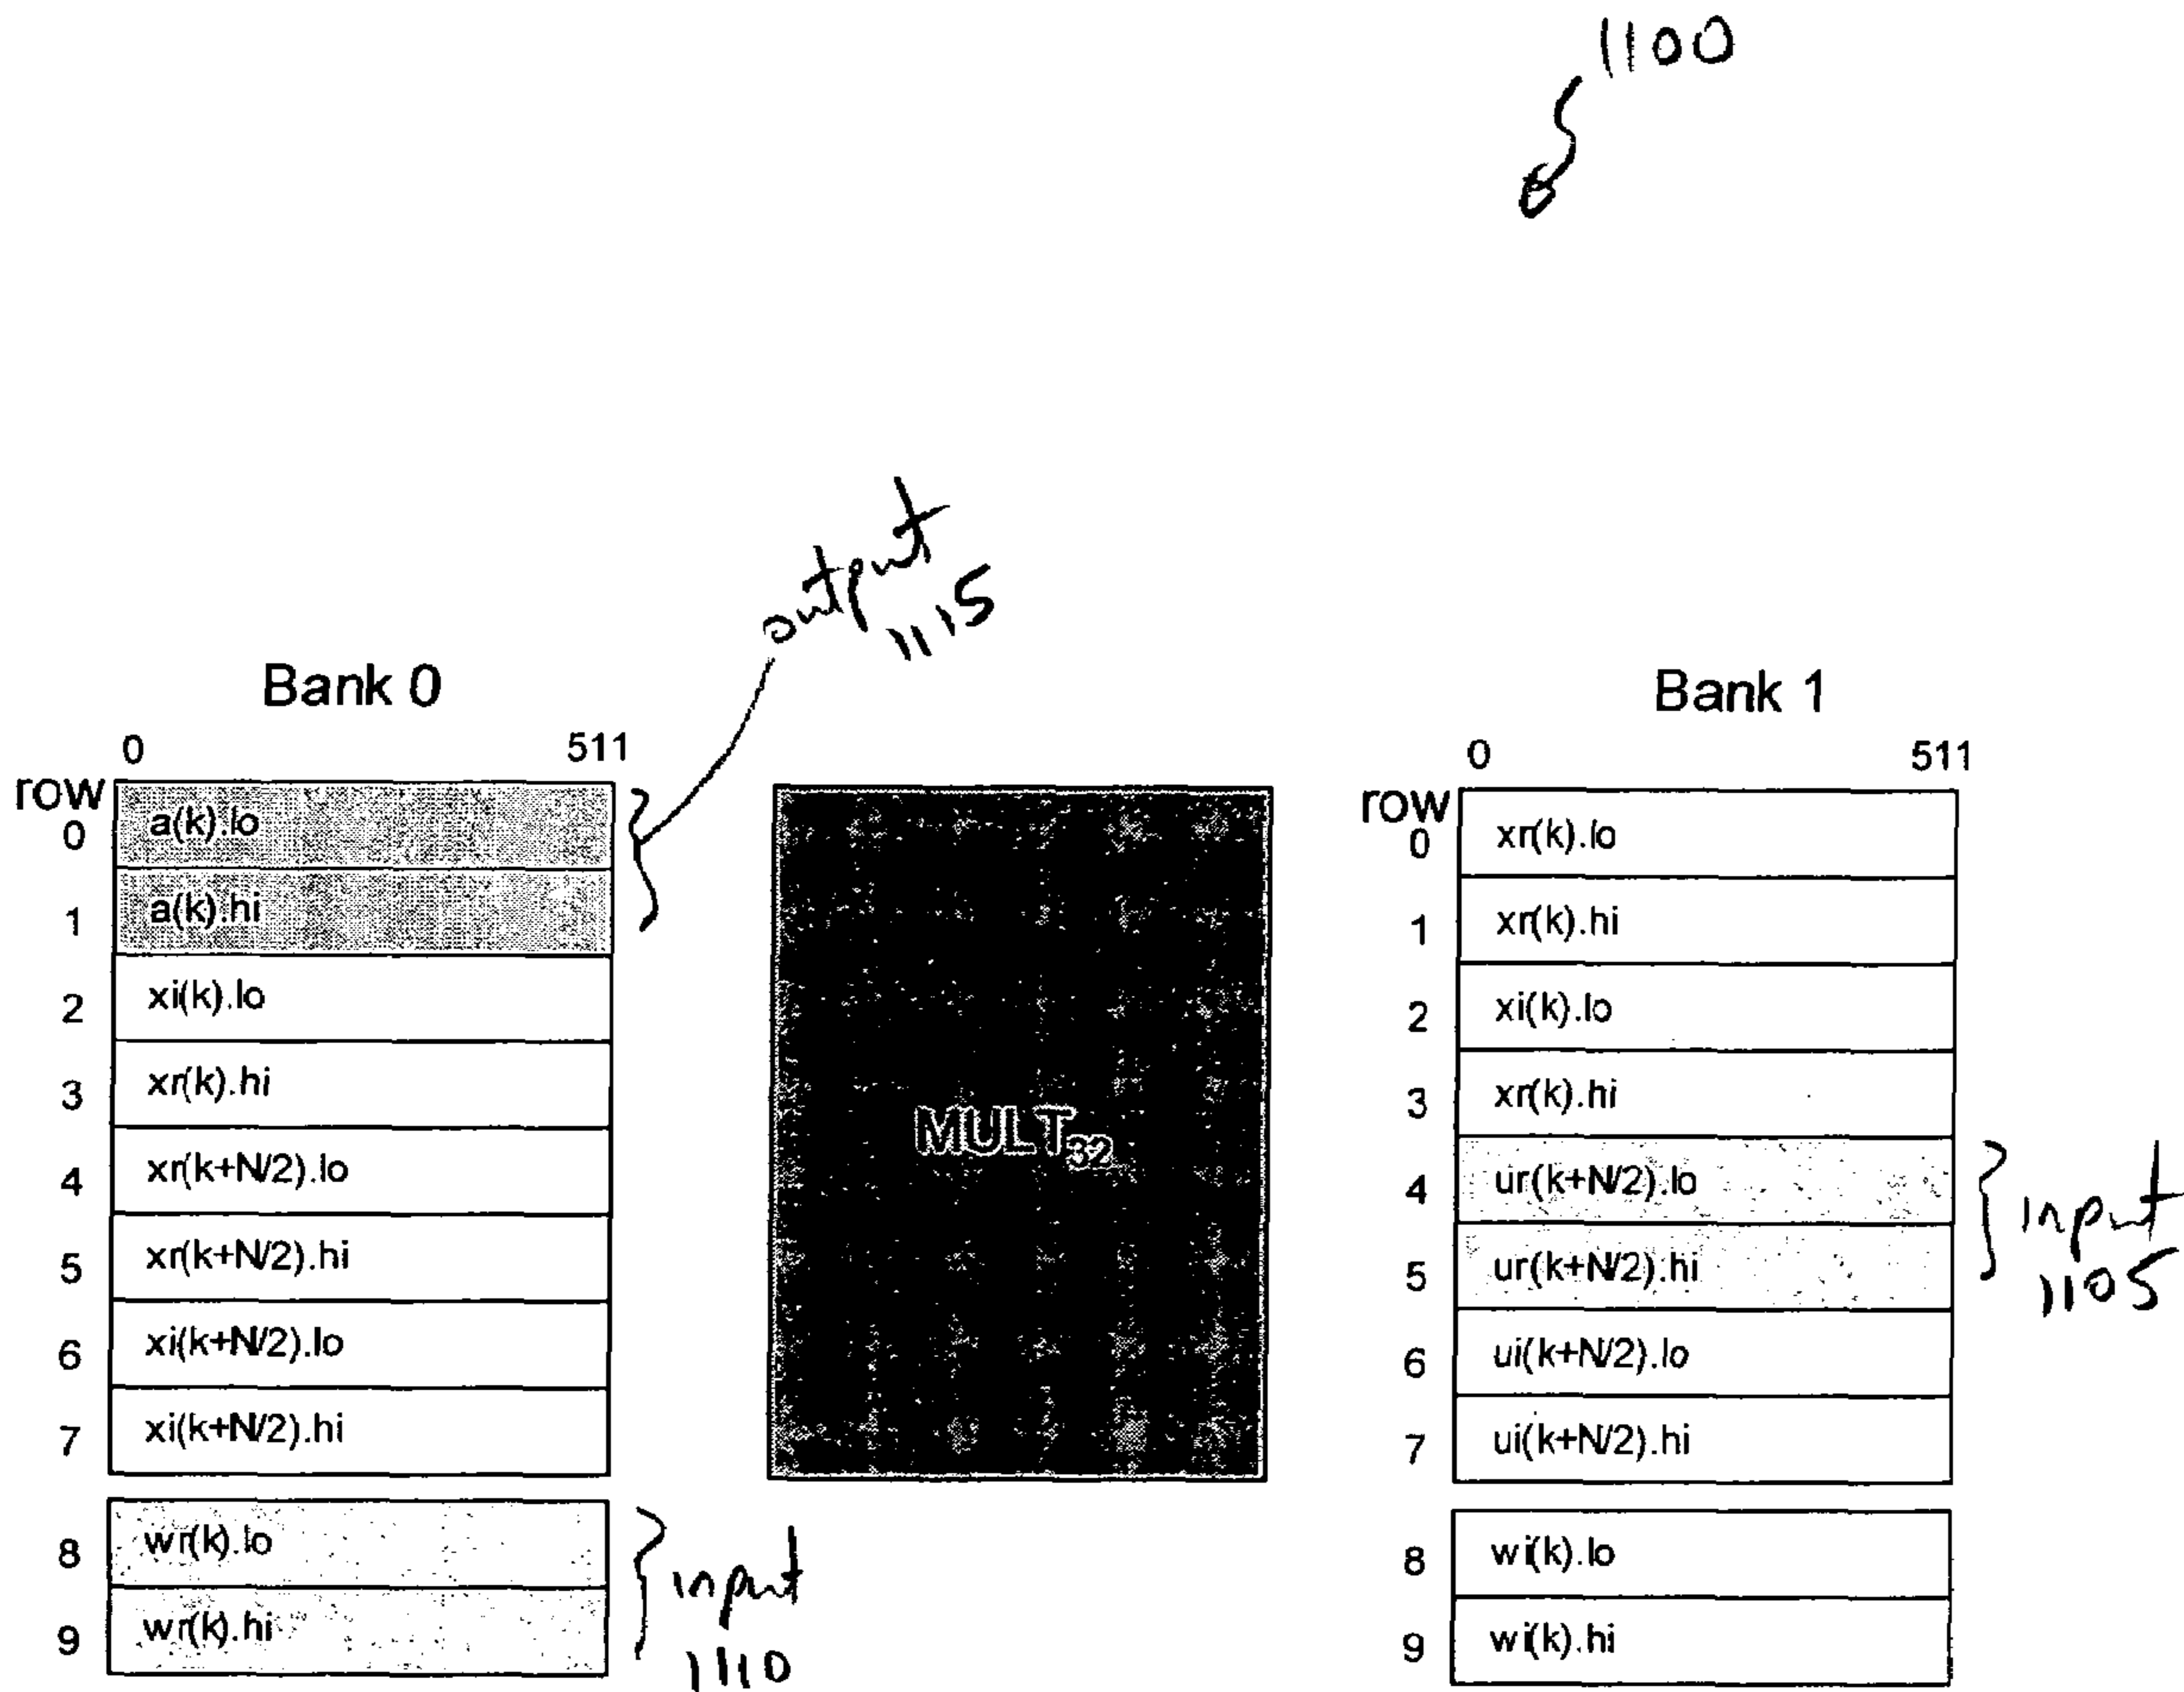 1100
output
1115
Bank 0
0 511
row
0 a(k).lo
1 a(k).hi
2 xi(k).lo
3 xr(k).hi
4 xr(k+N/2).lo
5 xr(k+N/2).hi
6 xi(k+N/2).lo
7 xi(k+N/2).hi
8 wr(k).lo
9 wr(k).hi
input
1110
MULT32
Bank 1
0 511
row
0 xr(k).lo
1 xr(k).hi
2 xi(k).lo
3 xr(k).hi
4 ur(k+N/2).lo
5 ur(k+N/2).hi
6 ui(k+N/2).lo
7 ui(k+N/2).hi
8 wi(k).lo
9 wi(k).hi
input
1105